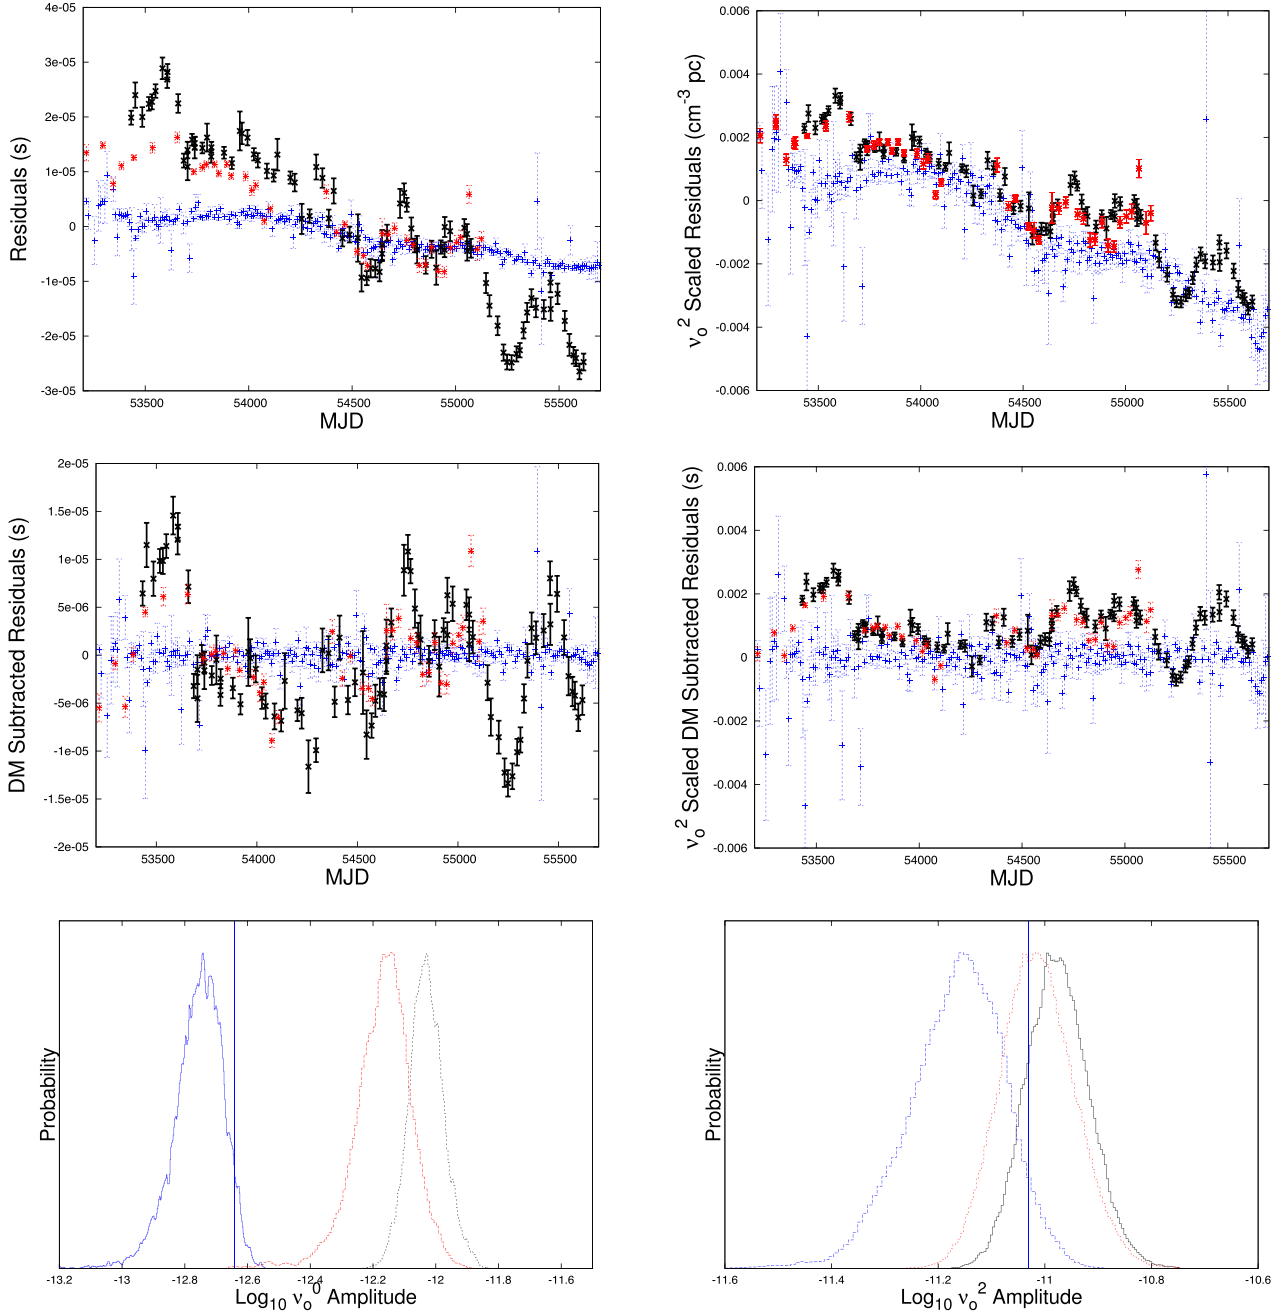 4e-05
3e-05
2e-05
1e-05
0
-1e-05
-2e-05
-3e-05
Residuals (s)
53500 54000 54500 55000 55500
MJD
0.006
0.004
0.002
0
-0.002
-0.004
-0.006
νo² Scaled Residuals (cm⁻³ pc)
53500 54000 54500 55000 55500
MJD
2e-05
1.5e-05
1e-05
5e-06
0
-5e-06
-1e-05
-1.5e-05
-2e-05
DM Subtracted Residuals (s)
53500 54000 54500 55000 55500
MJD
0.006
0.004
0.002
0
-0.002
-0.004
-0.006
νo² Scaled DM Subtracted Residuals (s)
53500 54000 54500 55000 55500
MJD
Probability
-13.2 -13 -12.8 -12.6 -12.4 -12.2 -12 -11.8 -11.6
Log₁₀ νo⁰ Amplitude
Probability
-11.6 -11.4 -11.2 -11 -10.8 -10.6
Log₁₀ νo² Amplitude